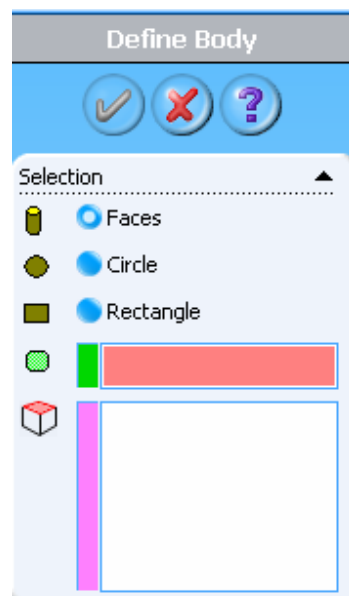 Define Body
?
Selection
Faces
Circle
Rectangle